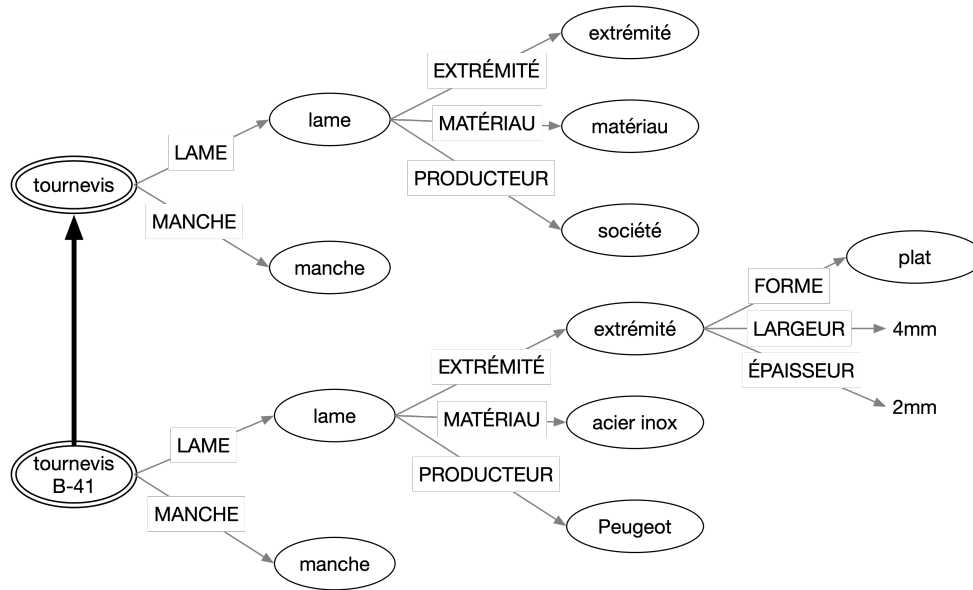 extrémité
EXTRÉMITÉ
lame
MATÉRIAU
matériau
LAME
PRODUCTEUR
tournevis
MANCHE
société
manche
plat
FORME
extrémité
LARGEUR
4mm
EXTRÉMITÉ
ÉPAISSEUR
2mm
lame
MATÉRIAU
acier inox
LAME
tournevis
B-41
PRODUCTEUR
MANCHE
Peugeot
manche